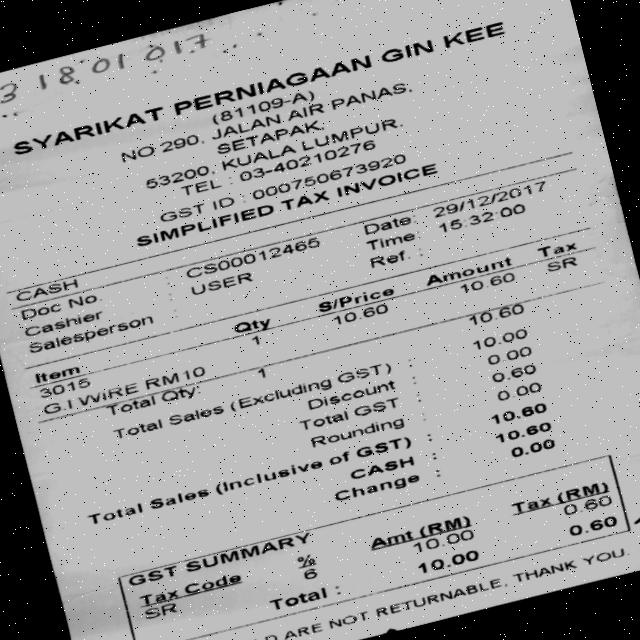 3 1801017
SYARIKAT PERNIAGAAN GIN KEE
(81109-A)
NO 290, JALAN AIR PANAS,
SETAPAK,
53200, KUALA LUMPUR.
TEL : 03-40210276
GST ID : 000750673920
SIMPLIFIED TAX INVOICE
CASH
Doc No. : CS00012465 Date : 29/12/2017
Cashier : USER Time : 15:32:00
Salesperson : Ref. :
Item Qty S/Price Amount Tax
3015 1 10.60 10.60 SR
G.I WIRE RM10
Total Qty: 1 10.60
Total Sales (Excluding GST) : 10.00
Discount : 0.00
Total GST : 0.60
Rounding : 0.00
Total Sales (Inclusive of GST) : 10.60
CASH : 10.60
Change : 0.00
GST SUMMARY
Tax Code % Amt (RM) Tax (RM)
SR 6 10.00 0.60
Total : 10.00 0.60
D ARE NOT RETURNABLE, THANK YOU.